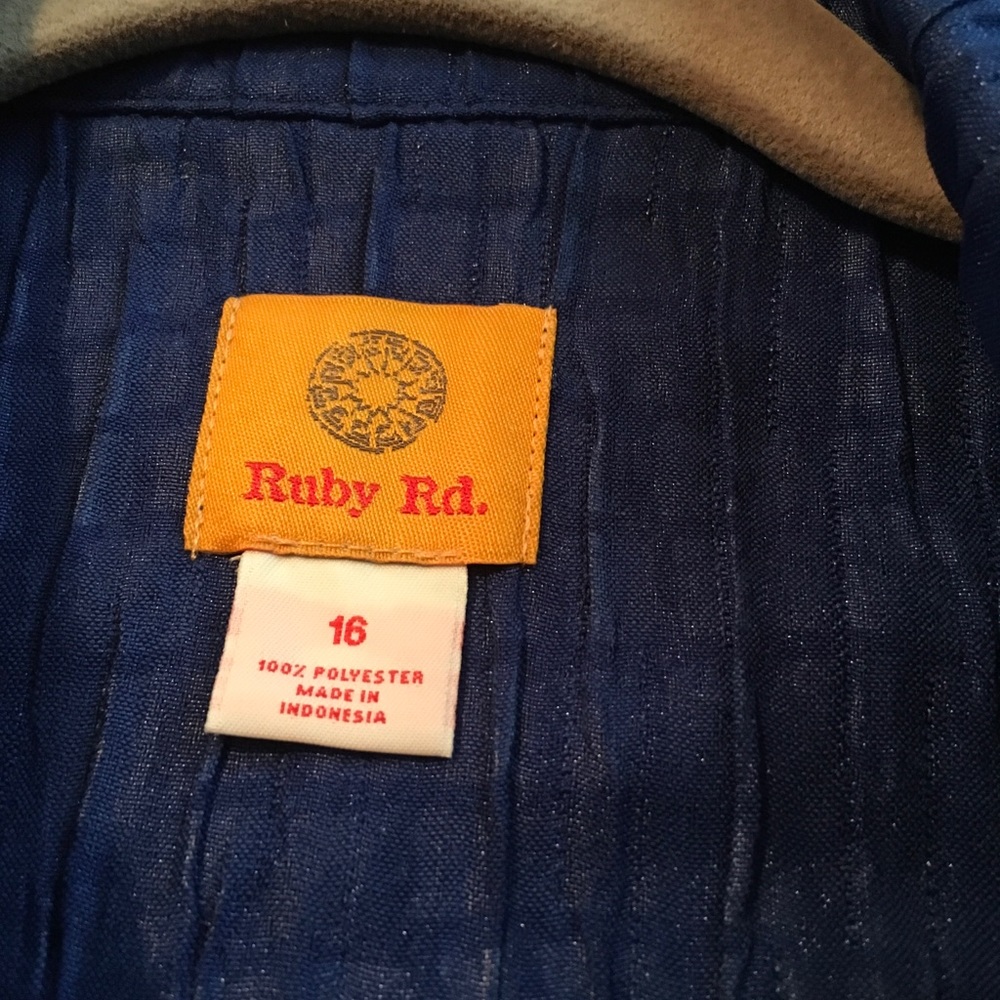 Ruby Rd.
16
100% POLYESTER
MADE IN
INDONESIA